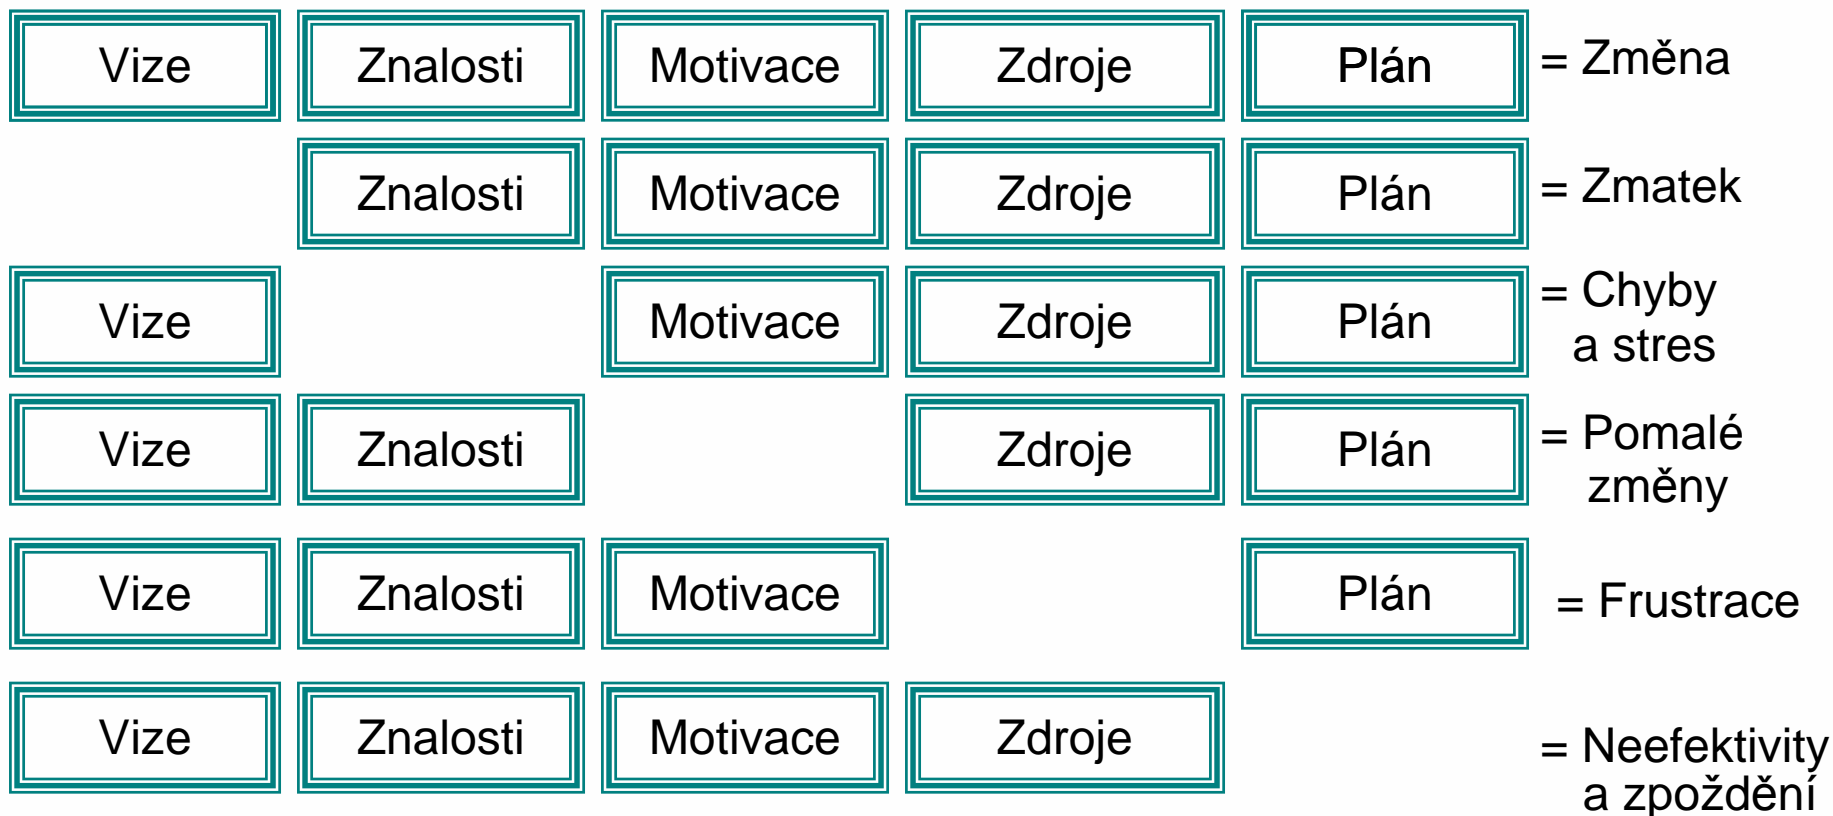 Vize Znalosti Motivace Zdroje Plán = Změna
Znalosti Motivace Zdroje Plán = Zmatek
Vize Motivace Zdroje Plán = Chyby
a stres
Vize Znalosti Zdroje Plán = Pomalé
změny
Vize Znalosti Motivace Plán = Frustrace
Vize Znalosti Motivace Zdroje = Neefektivity
a zpoždění